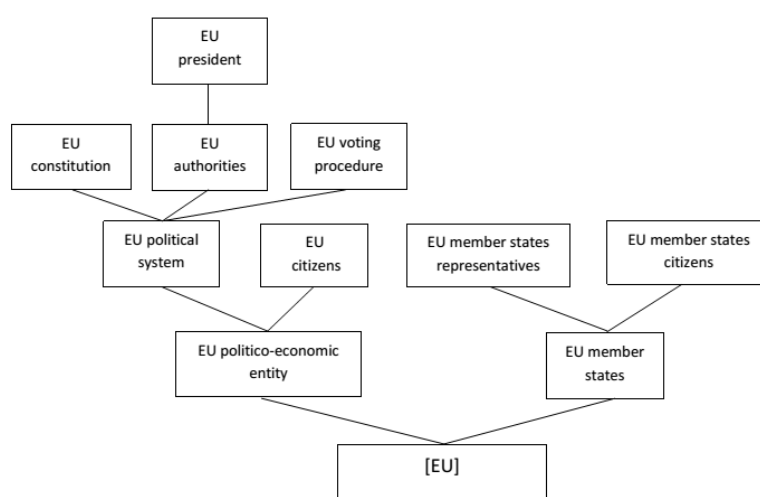 EU
president
EU
constitution
EU
authorities
EU voting
procedure
EU political
system
EU
citizens
EU member states
representatives
EU member states
citizens
EU politico-economic
entity
EU member
states
[EU]